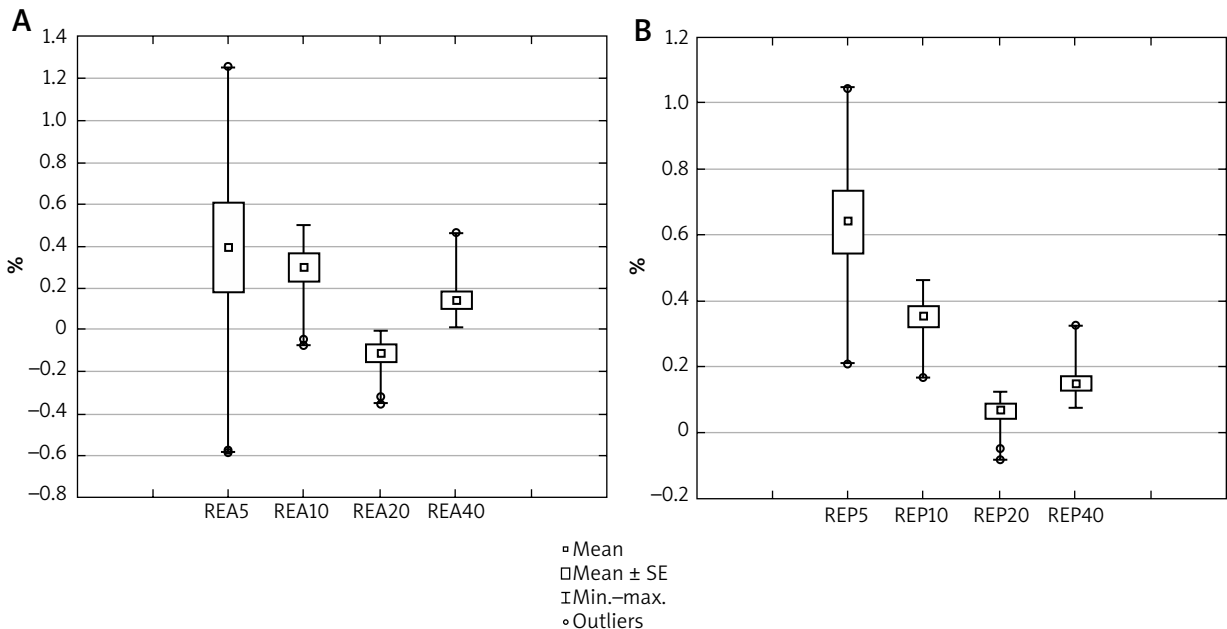 A
1.4
1.2
1.0
0.8
0.6
0.4
0.2
0
–0.2
–0.4
–0.6
–0.8
%
REA5 REA10 REA20 REA40
B
1.2
1.0
0.8
0.6
0.4
0.2
0
–0.2
%
REP5 REP10 REP20 REP40
Mean
Mean ± SE
Min.–max.
Outliers